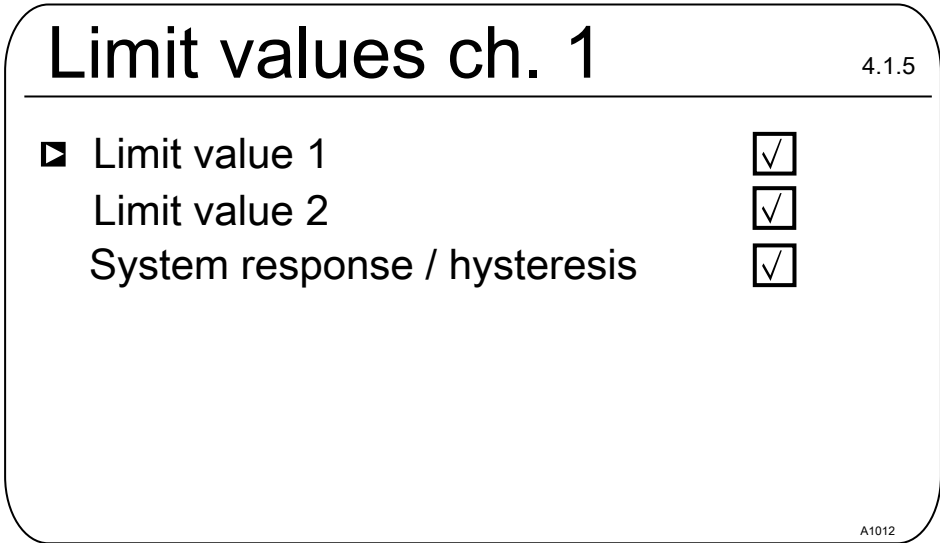 Limit values ch. 1 4.1.5
Limit value 1
Limit value 2
System response / hysteresis
A1012